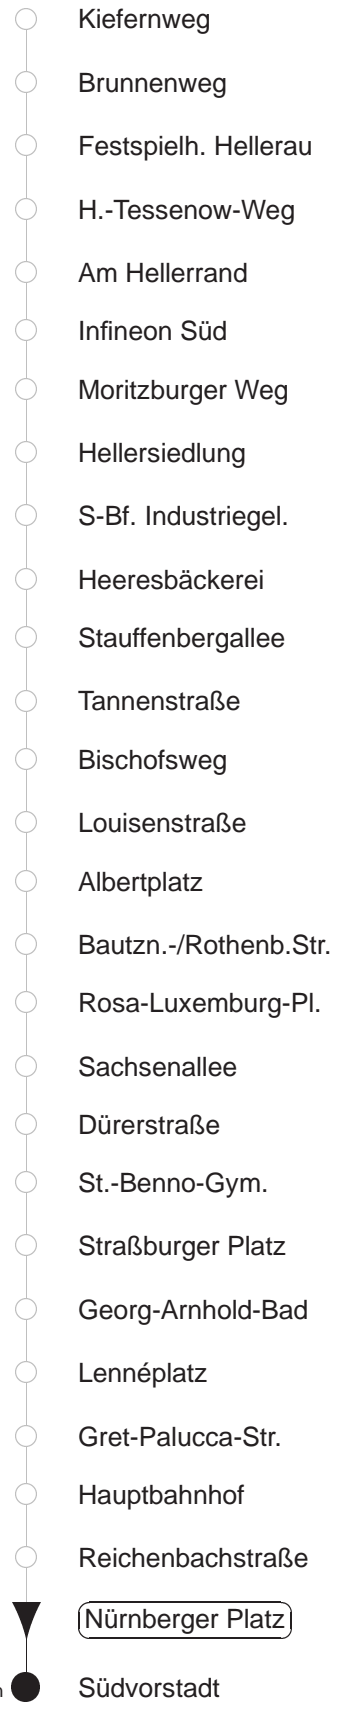 Kiefernweg
Brunnenweg
Festspielh. Hellerau
H.-Tessenow-Weg
Am Hellerrand
Infineon Süd
Moritzburger Weg
Hellersiedlung
S-Bf. Industriegel.
Heeresbäckerei
Stauffenbergallee
Tannenstraße
Bischofsweg
Louisenstraße
Albertplatz
Bautzn.-/Rothenb.Str.
Rosa-Luxemburg-Pl.
Sachsenallee
Dürerstraße
St.-Benno-Gym.
Straßburger Platz
Georg-Arnhold-Bad
Lennéplatz
Gret-Palucca-Str.
Hauptbahnhof
Reichenbachstraße
Nürnberger Platz
Südvorstadt